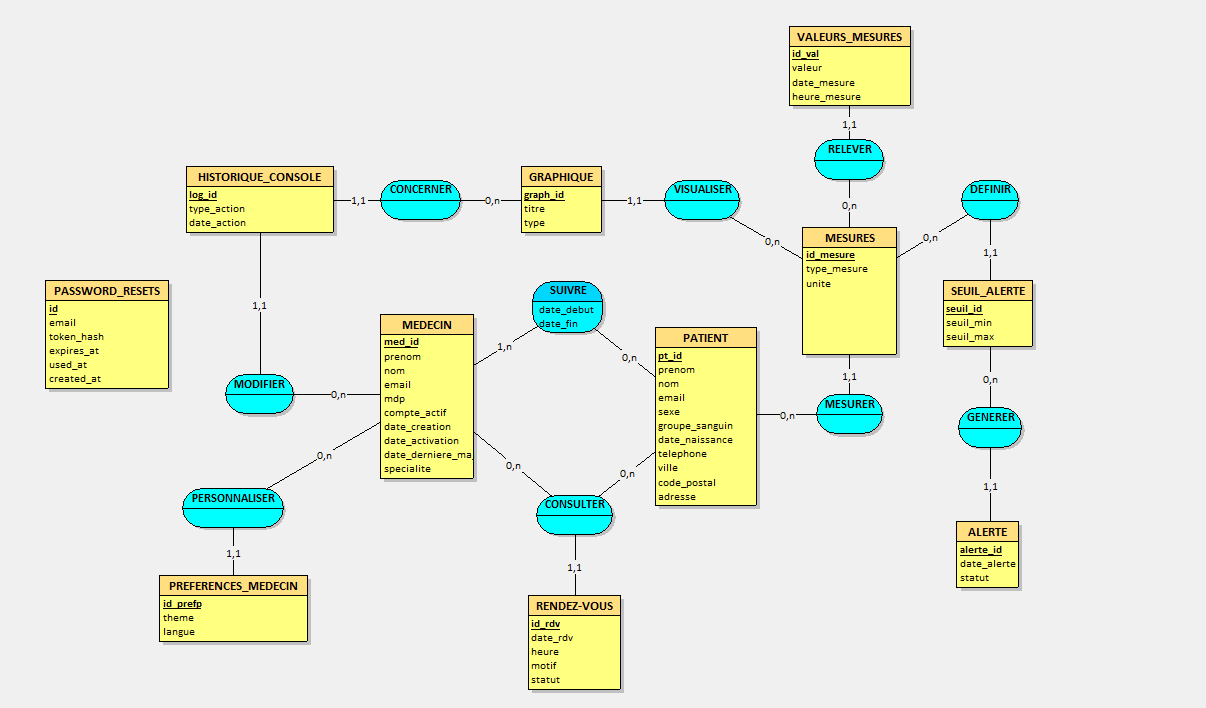 VALEURS_MESURES
id_val
valeur
date_mesure
heure_mesure
1,1
RELEVER
0,n
HISTORIQUE_CONSOLE
log_id
type_action
date_action
1,1
CONCERNER
0,n
GRAPHIQUE
graph_id
titre
type
1,1
VISUALISER
0,n
MESURES
id_mesure
type_mesure
unite
0,n
DEFINIR
1,1
SEUIL_ALERTE
seuil_id
seuil_min
seuil_max
PASSWORD_RESETS
id
email
token_hash
expires_at
used_at
created_at
1,1
MODIFIER
0,n
MEDECIN
med_id
prenom
nom
email
mdp
compte_actif
date_creation
date_activation
date_derniere_maj
specialite
1,n
SUIVRE
date_debut
date_fin
0,n
PATIENT
pt_id
prenom
nom
email
sexe
groupe_sanguin
date_naissance
telephone
ville
code_postal
adresse
0,n
MESURER
1,1
0,n
GENERER
1,1
ALERTE
alerte_id
date_alerte
statut
0,n
PERSONNALISER
1,1
PREFERENCES_MEDECIN
id_prefp
theme
langue
0,n
CONSULTER
0,n
1,1
RENDEZ-VOUS
id_rdv
date_rdv
heure
motif
statut